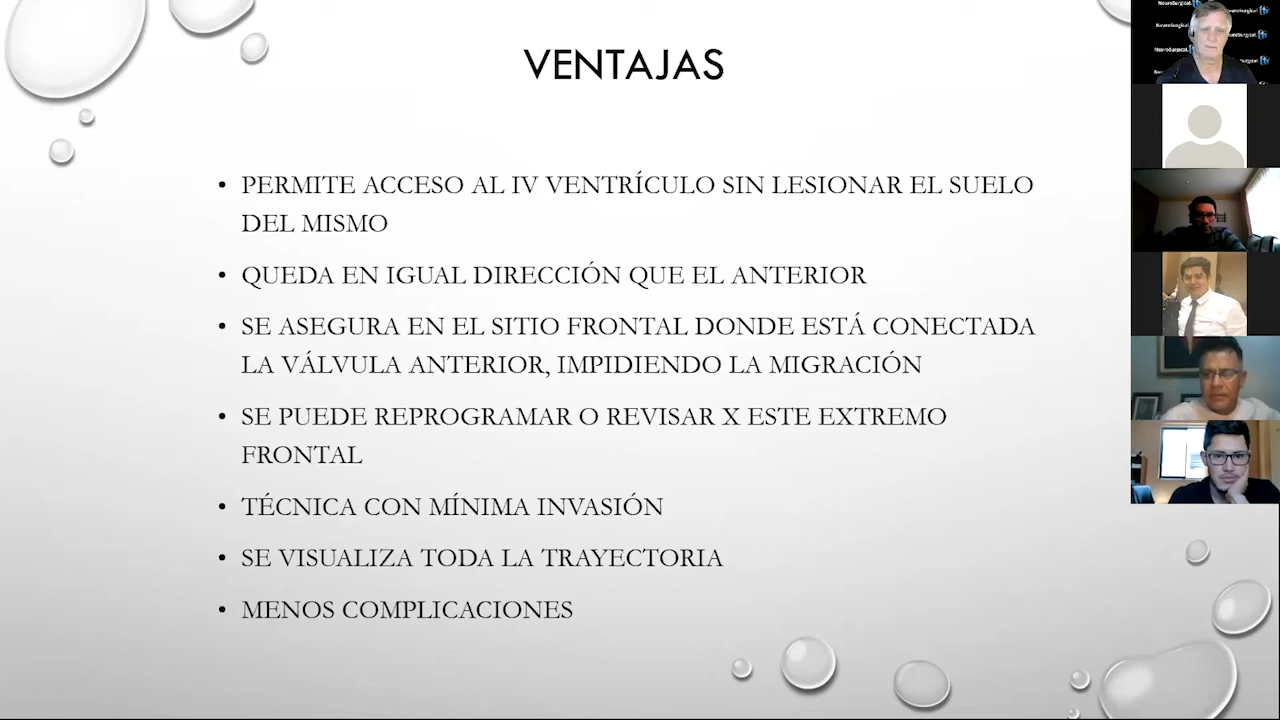 VENTAJAS
• PERMITE ACCESO AL IV VENTRÍCULO SIN LESIONAR EL SUELO
DEL MISMO
• QUEDA EN IGUAL DIRECCIÓN QUE EL ANTERIOR
• SE ASEGURA EN EL SITIO FRONTAL DONDE ESTÁ CONECTADA
LA VÁLVULA ANTERIOR, IMPIDIENDO LA MIGRACIÓN
• SE PUEDE REPROGRAMAR O REVISAR X ESTE EXTREMO
FRONTAL
• TÉCNICA CON MÍNIMA INVASIÓN
• SE VISUALIZA TODA LA TRAYECTORIA
• MENOS COMPLICACIONES